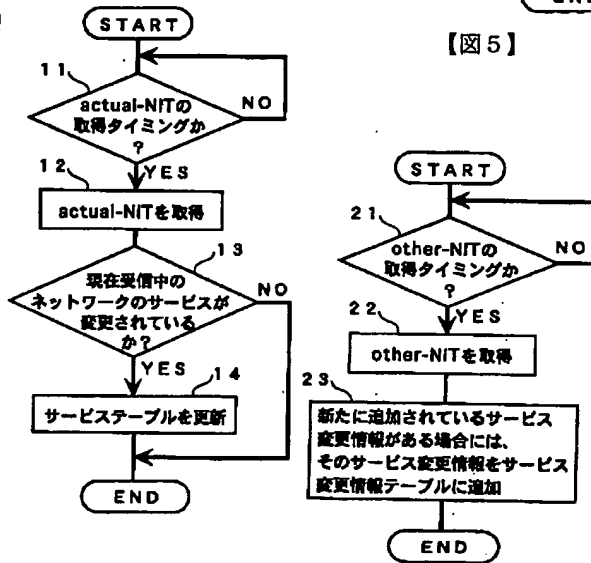 START
11
actual-NITの
取得タイミングか
?
NO
YES
12
actual-NITを取得
13
現在受信中の
ネットワークのサービスが
変更されている
か?
NO
YES
14
サービステーブルを更新
END
END
【図5】
START
21
other-NITの
取得タイミングか
?
NO
YES
22
other-NITを取得
23
新たに追加されているサービス
変更情報がある場合には、
そのサービス変更情報をサービス
変更情報テーブルに追加
END